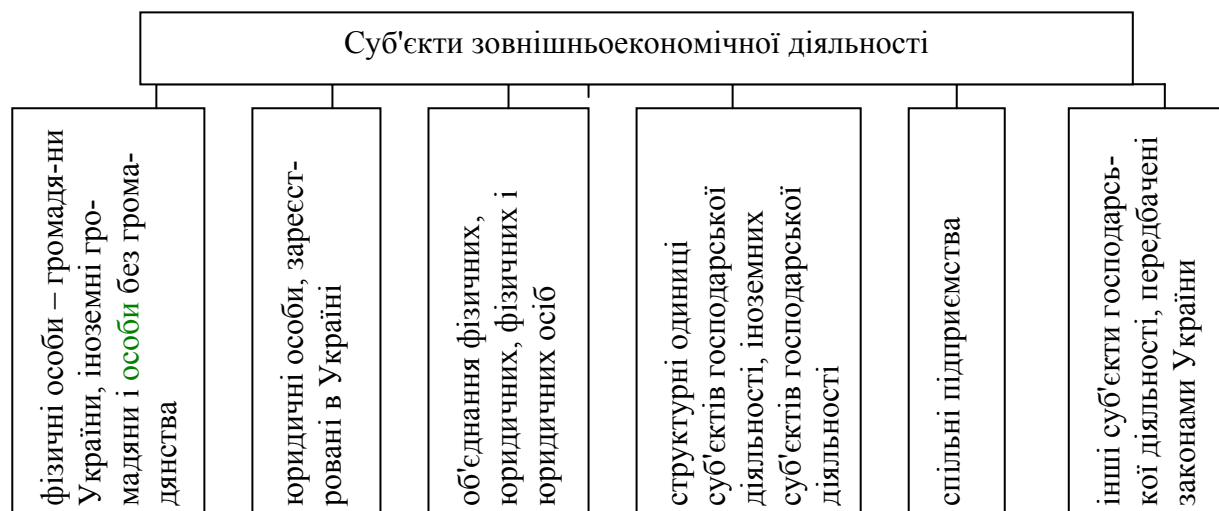 Суб'єкти зовнішньоекономічної діяльності
фізичні особи – громадя-ни
України, іноземні гро-
мадяни і особи без грома-
дянства
юридичні особи, зареєст-
ровані в Україні
об'єднання фізичних,
юридичних, фізичних і
юридичних осіб
структурні одиниці
суб'єктів господарської
діяльності, іноземних
суб'єктів господарської
діяльності
спільні підприємства
інші суб'єкти господарсь-
кої діяльності, передбачені
законами України